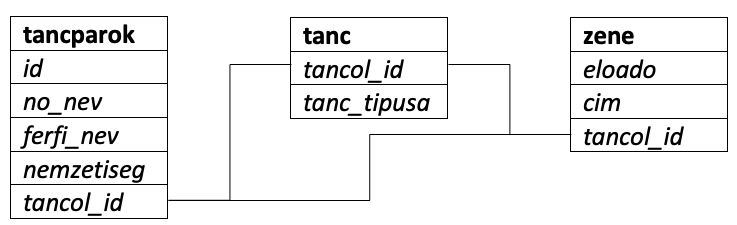 tancparok
id
no_nev
ferfi_nev
nemzetiseg
tancol_id
tanc
tancol_id
tanc_tipusa
zene
eloado
cim
tancol_id